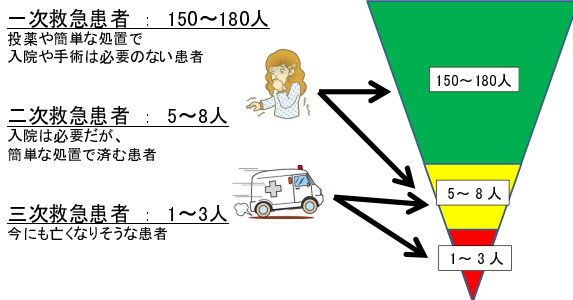 一次救急患者 ： 150～180人
投薬や簡単な処置で
入院や手術は必要のない患者
二次救急患者 ： 5～8人
入院は必要だが、
簡単な処置で済む患者
三次救急患者 ： 1～3人
今にも亡くなりそうな患者
150～180人
5～8人
1～3人